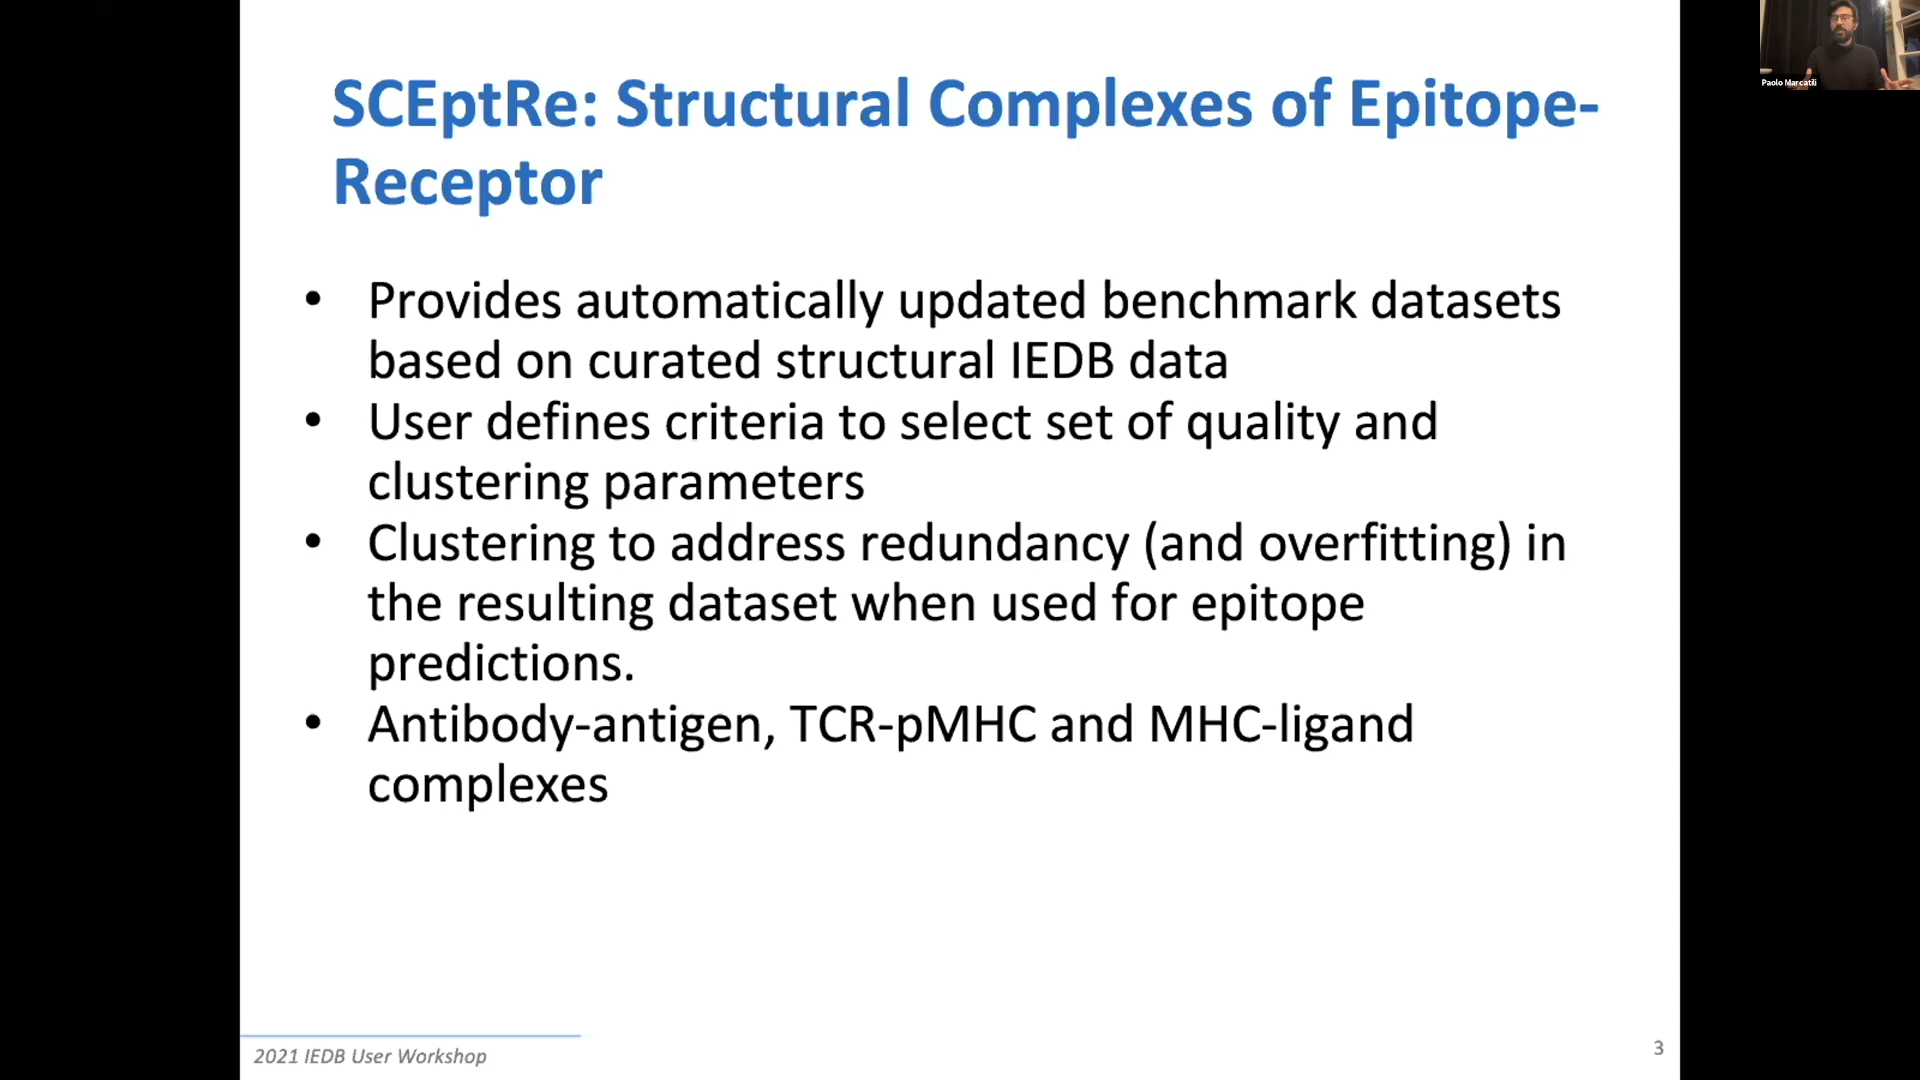 SCEptRe: Structural Complexes of Epitope-
Receptor
• Provides automatically updated benchmark datasets
based on curated structural IEDB data
• User defines criteria to select set of quality and
clustering parameters
• Clustering to address redundancy (and overfitting) in
the resulting dataset when used for epitope
predictions.
• Antibody-antigen, TCR-pMHC and MHC-ligand
complexes
2021 IEDB User Workshop
3
Paolo Marcatili